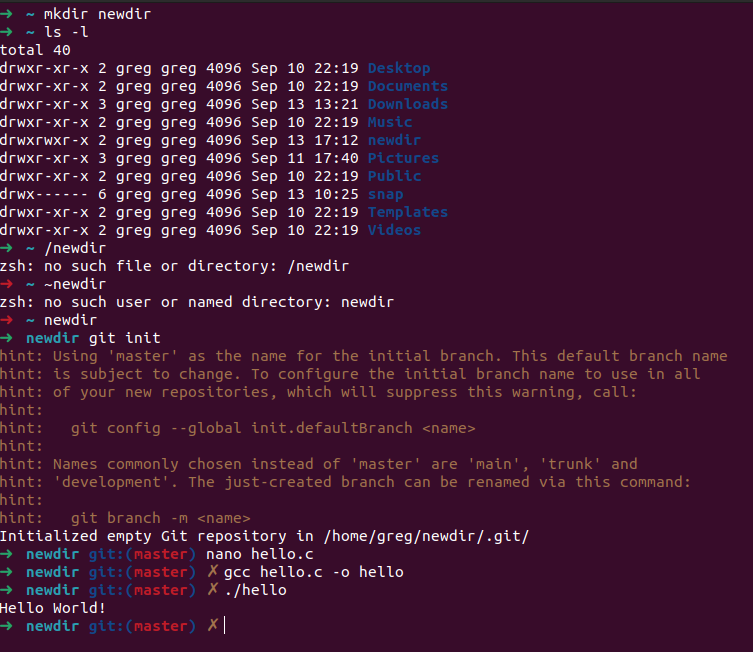 ➜ ~ mkdir newdir
➜ ~ ls -l
total 40
drwxr-xr-x 2 greg greg 4096 Sep 10 22:19 Desktop
drwxr-xr-x 2 greg greg 4096 Sep 10 22:19 Documents
drwxr-xr-x 3 greg greg 4096 Sep 13 13:21 Downloads
drwxr-xr-x 2 greg greg 4096 Sep 10 22:19 Music
drwxrwxr-x 2 greg greg 4096 Sep 13 17:12 newdir
drwxr-xr-x 3 greg greg 4096 Sep 11 17:40 Pictures
drwxr-xr-x 2 greg greg 4096 Sep 10 22:19 Public
drwx------ 6 greg greg 4096 Sep 13 10:25 snap
drwxr-xr-x 2 greg greg 4096 Sep 10 22:19 Templates
drwxr-xr-x 2 greg greg 4096 Sep 10 22:19 Videos
➜ ~ /newdir
zsh: no such file or directory: /newdir
➜ ~ ~newdir
zsh: no such user or named directory: newdir
➜ ~ newdir
➜ newdir git init
hint: Using 'master' as the name for the initial branch. This default branch name
hint: is subject to change. To configure the initial branch name to use in all
hint: of your new repositories, which will suppress this warning, call:
hint:
hint:   git config --global init.defaultBranch <name>
hint:
hint: Names commonly chosen instead of 'master' are 'main', 'trunk' and
hint: 'development'. The just-created branch can be renamed via this command:
hint:
hint:   git branch -m <name>
Initialized empty Git repository in /home/greg/newdir/.git/
➜ newdir git:(master) nano hello.c
➜ newdir git:(master) ✗ gcc hello.c -o hello
➜ newdir git:(master) ✗ ./hello
Hello World!
➜ newdir git:(master) ✗